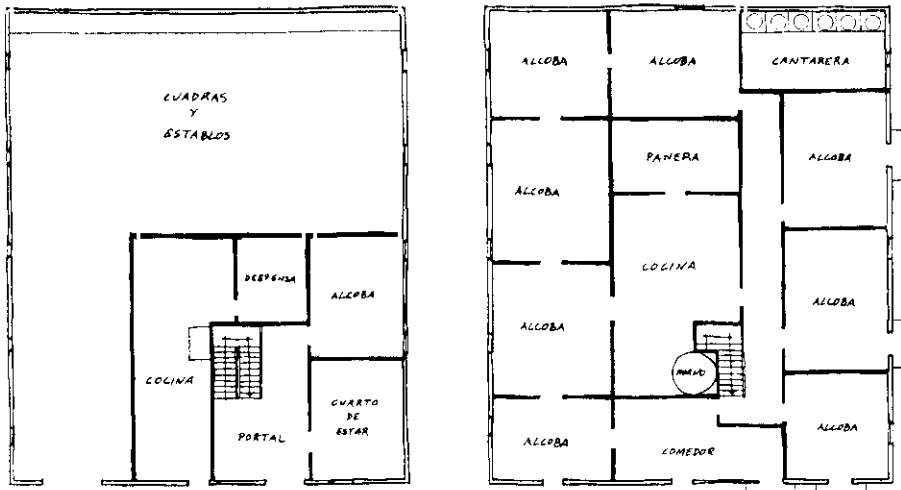 CUADRAS
Y
ESTABLOS
DESPENSA
ALCOBA
COCINA
CUARTO
DE
ESTAR
PORTAL
ALCOBA
ALCOBA
CANTARERA
PANERA
ALCOBA
ALCOBA
COCINA
ALCOBA
ALCOBA
HORNO
ALCOBA
COMEDOR
ALCOBA